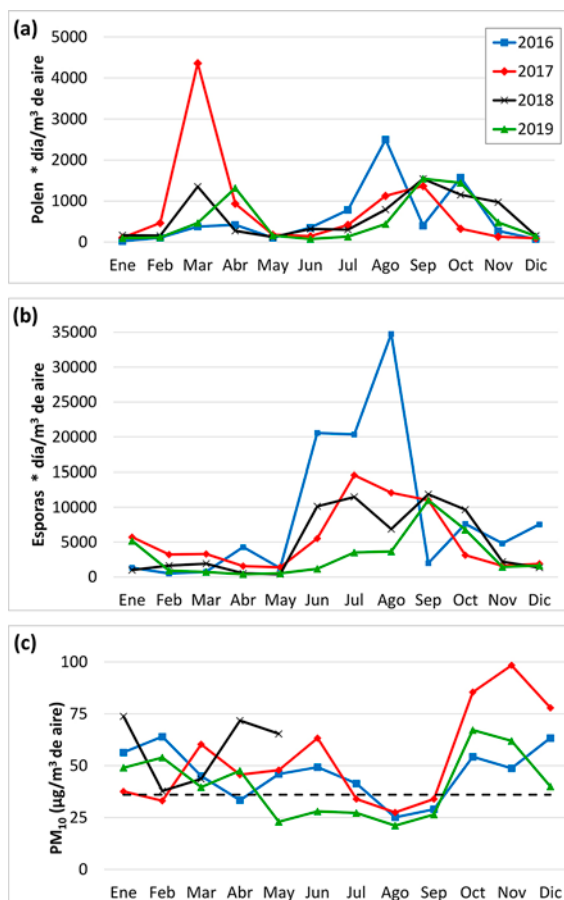 (a)
Polen * día/m³ de aire
5000
4000
3000
2000
1000
0
Ene Feb Mar Abr May Jun Jul Ago Sep Oct Nov Dic
2016
2017
2018
2019
(b)
Esporas * día/m³ de aire
35000
30000
25000
20000
15000
10000
5000
0
Ene Feb Mar Abr May Jun Jul Ago Sep Oct Nov Dic
(c)
PM₁₀ (µg/m³ de aire)
100
75
50
25
0
Ene Feb Mar Abr May Jun Jul Ago Sep Oct Nov Dic